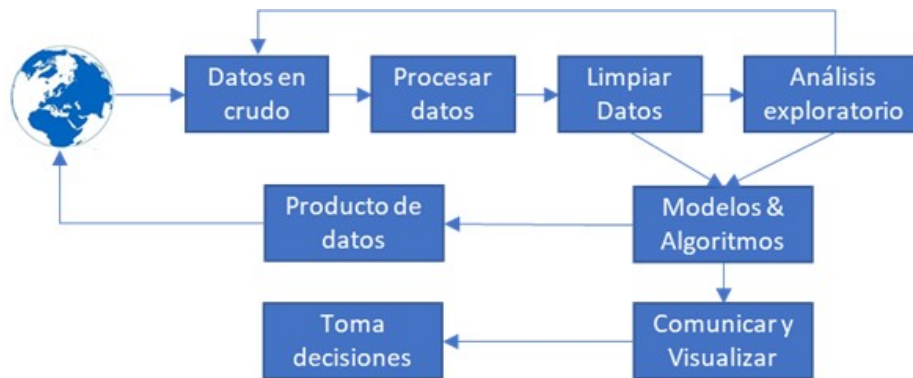 Datos en
crudo
Procesar
datos
Limpiar
Datos
Análisis
exploratorio
Producto de
datos
Modelos &
Algoritmos
Toma
decisiones
Comunicar y
Visualizar